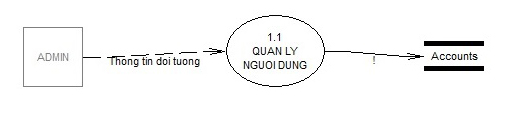 ADMIN
Thong tin doi tuong
1.1
QUAN LY
NGUOI DUNG
!
Accounts